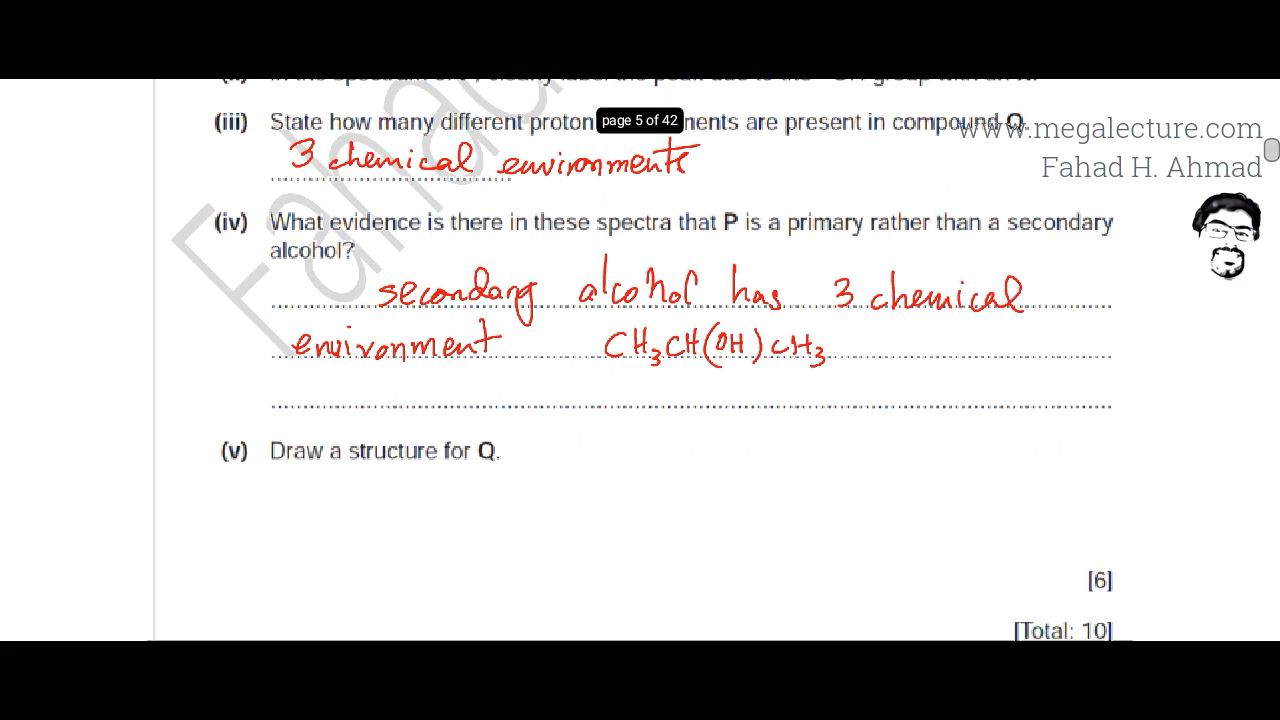 (iii) State how many different proton nents are present in compound Q.
page 5 of 42
www.megalecture.com
3 chemical environments
Fahad H. Ahmad
(iv) What evidence is there in these spectra that P is a primary rather than a secondary
alcohol?
secondary alcohol has 3 chemical
environment CH₃CH(OH)CH₃
(v) Draw a structure for Q.
[6]
[Total: 10]